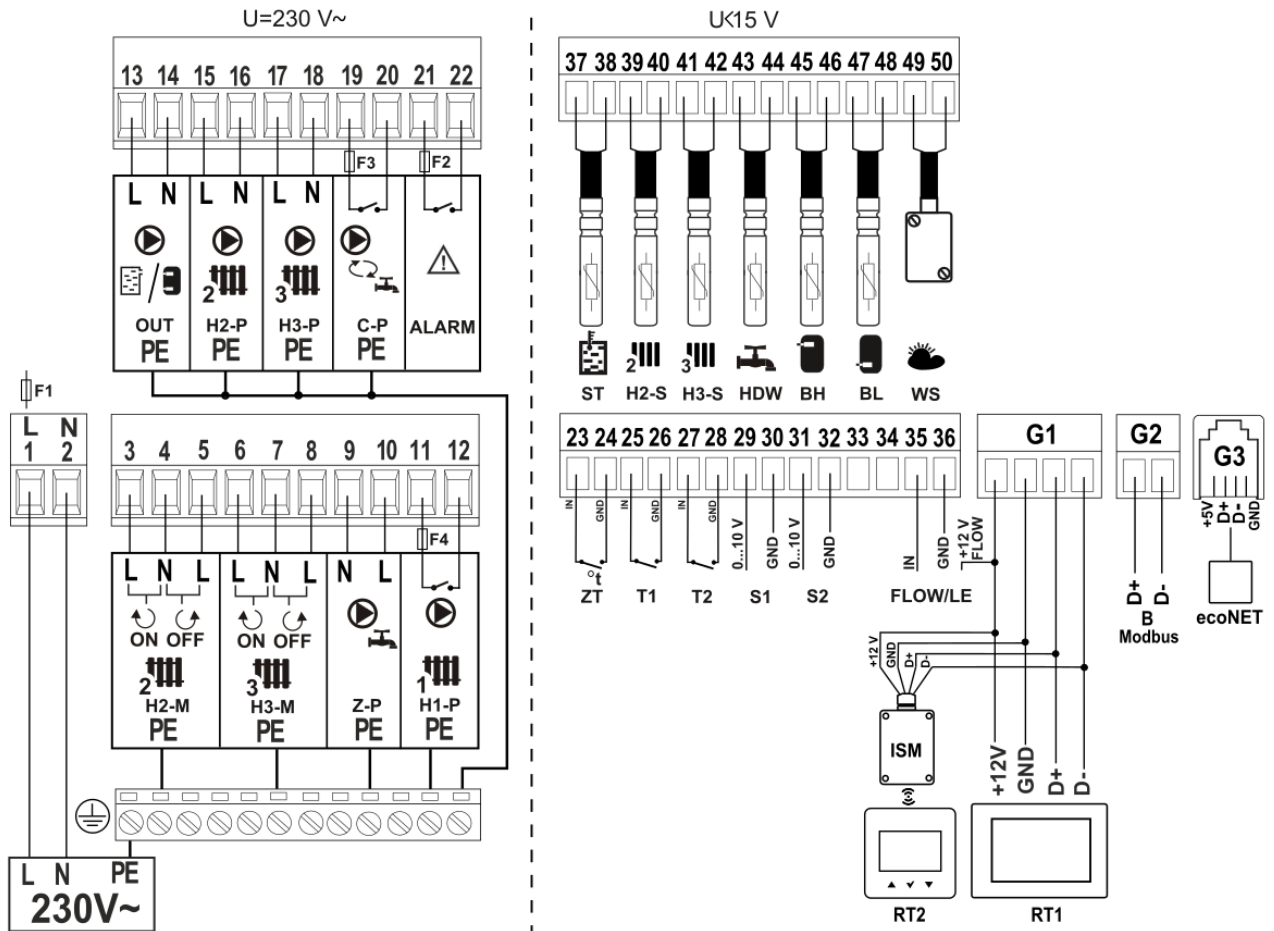 U=230 V~
U<15 V
13 14 15 16 17 18 19 20 21 22
37 38 39 40 41 42 43 44 45 46 47 48 49 50
F3 F2
L N L N L N
2 3
OUT H2-P H3-P C-P ALARM
PE PE PE PE
2 3
ST H2-S H3-S HDW BH BL WS
F1
L N
1 2
3 4 5 6 7 8 9 10 11 12
F4
L N L L N L N L
ON OFF ON OFF
2 3 1
H2-M H3-M Z-P H1-P
PE PE PE PE
L N PE
230V~
23 24 25 26 27 28 29 30 31 32 33 34 35 36
IN GND IN GND IN GND 0...10 V GND 0...10 V GND IN GND +12 V FLOW
°t
ZT T1 T2 S1 S2 FLOW/LE
G1 G2 G3
+5V D+ D- GND
D+ D-
B
Modbus
ecoNET
+12 V GND D+ D-
ISM
+12V GND D+ D-
RT2 RT1